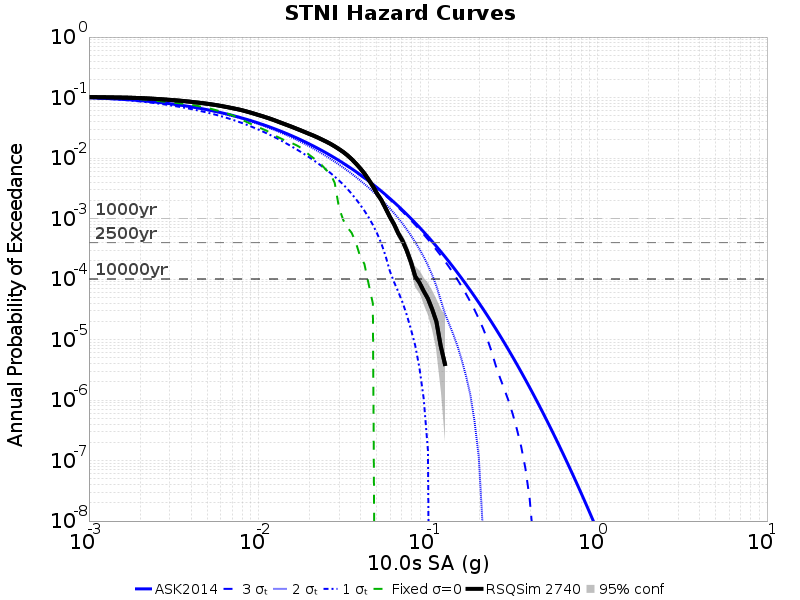 STNI Hazard Curves
Annual Probability of Exceedance
10⁰
10⁻¹
10⁻²
10⁻³
10⁻⁴
10⁻⁵
10⁻⁶
10⁻⁷
10⁻⁸
1000yr
2500yr
10000yr
10⁻³ 10⁻² 10⁻¹ 10⁰ 10¹
10.0s SA (g)
ASK2014 3 σₜ 2 σₜ 1 σₜ Fixed σ=0 RSQSim 2740 95% conf